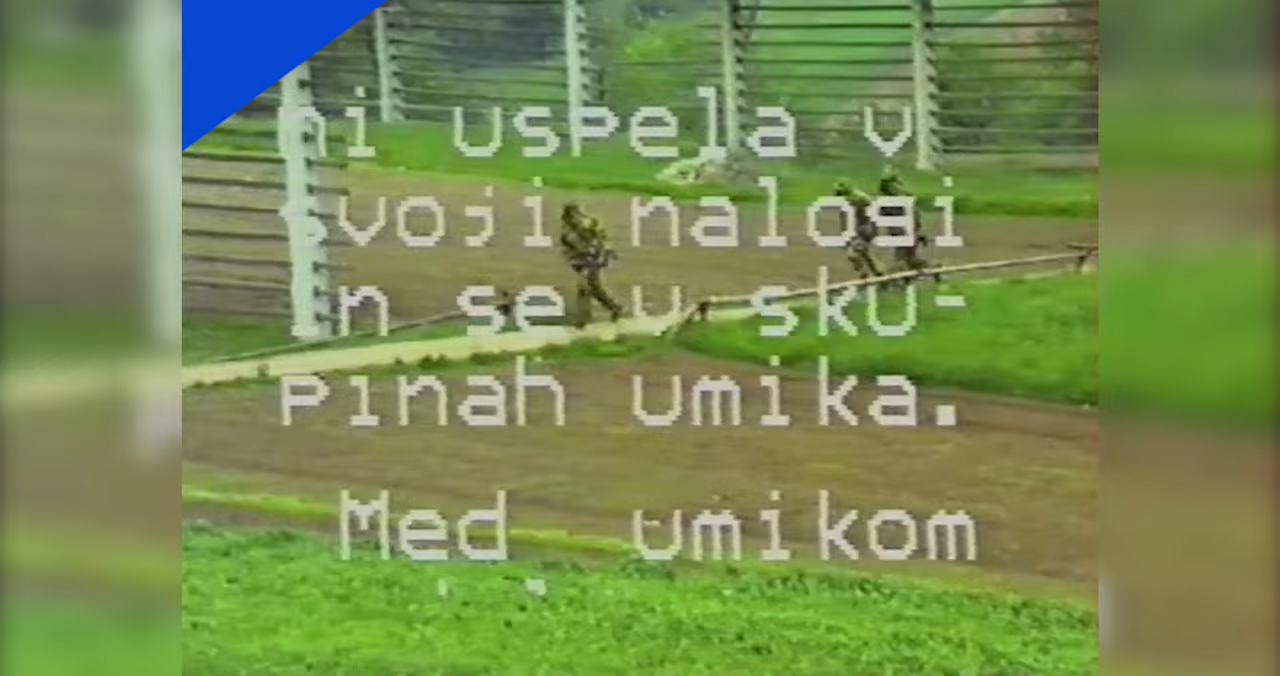 ni uspela v
svoji nalogi
in se v sku-
pinah umika.
Med umikom